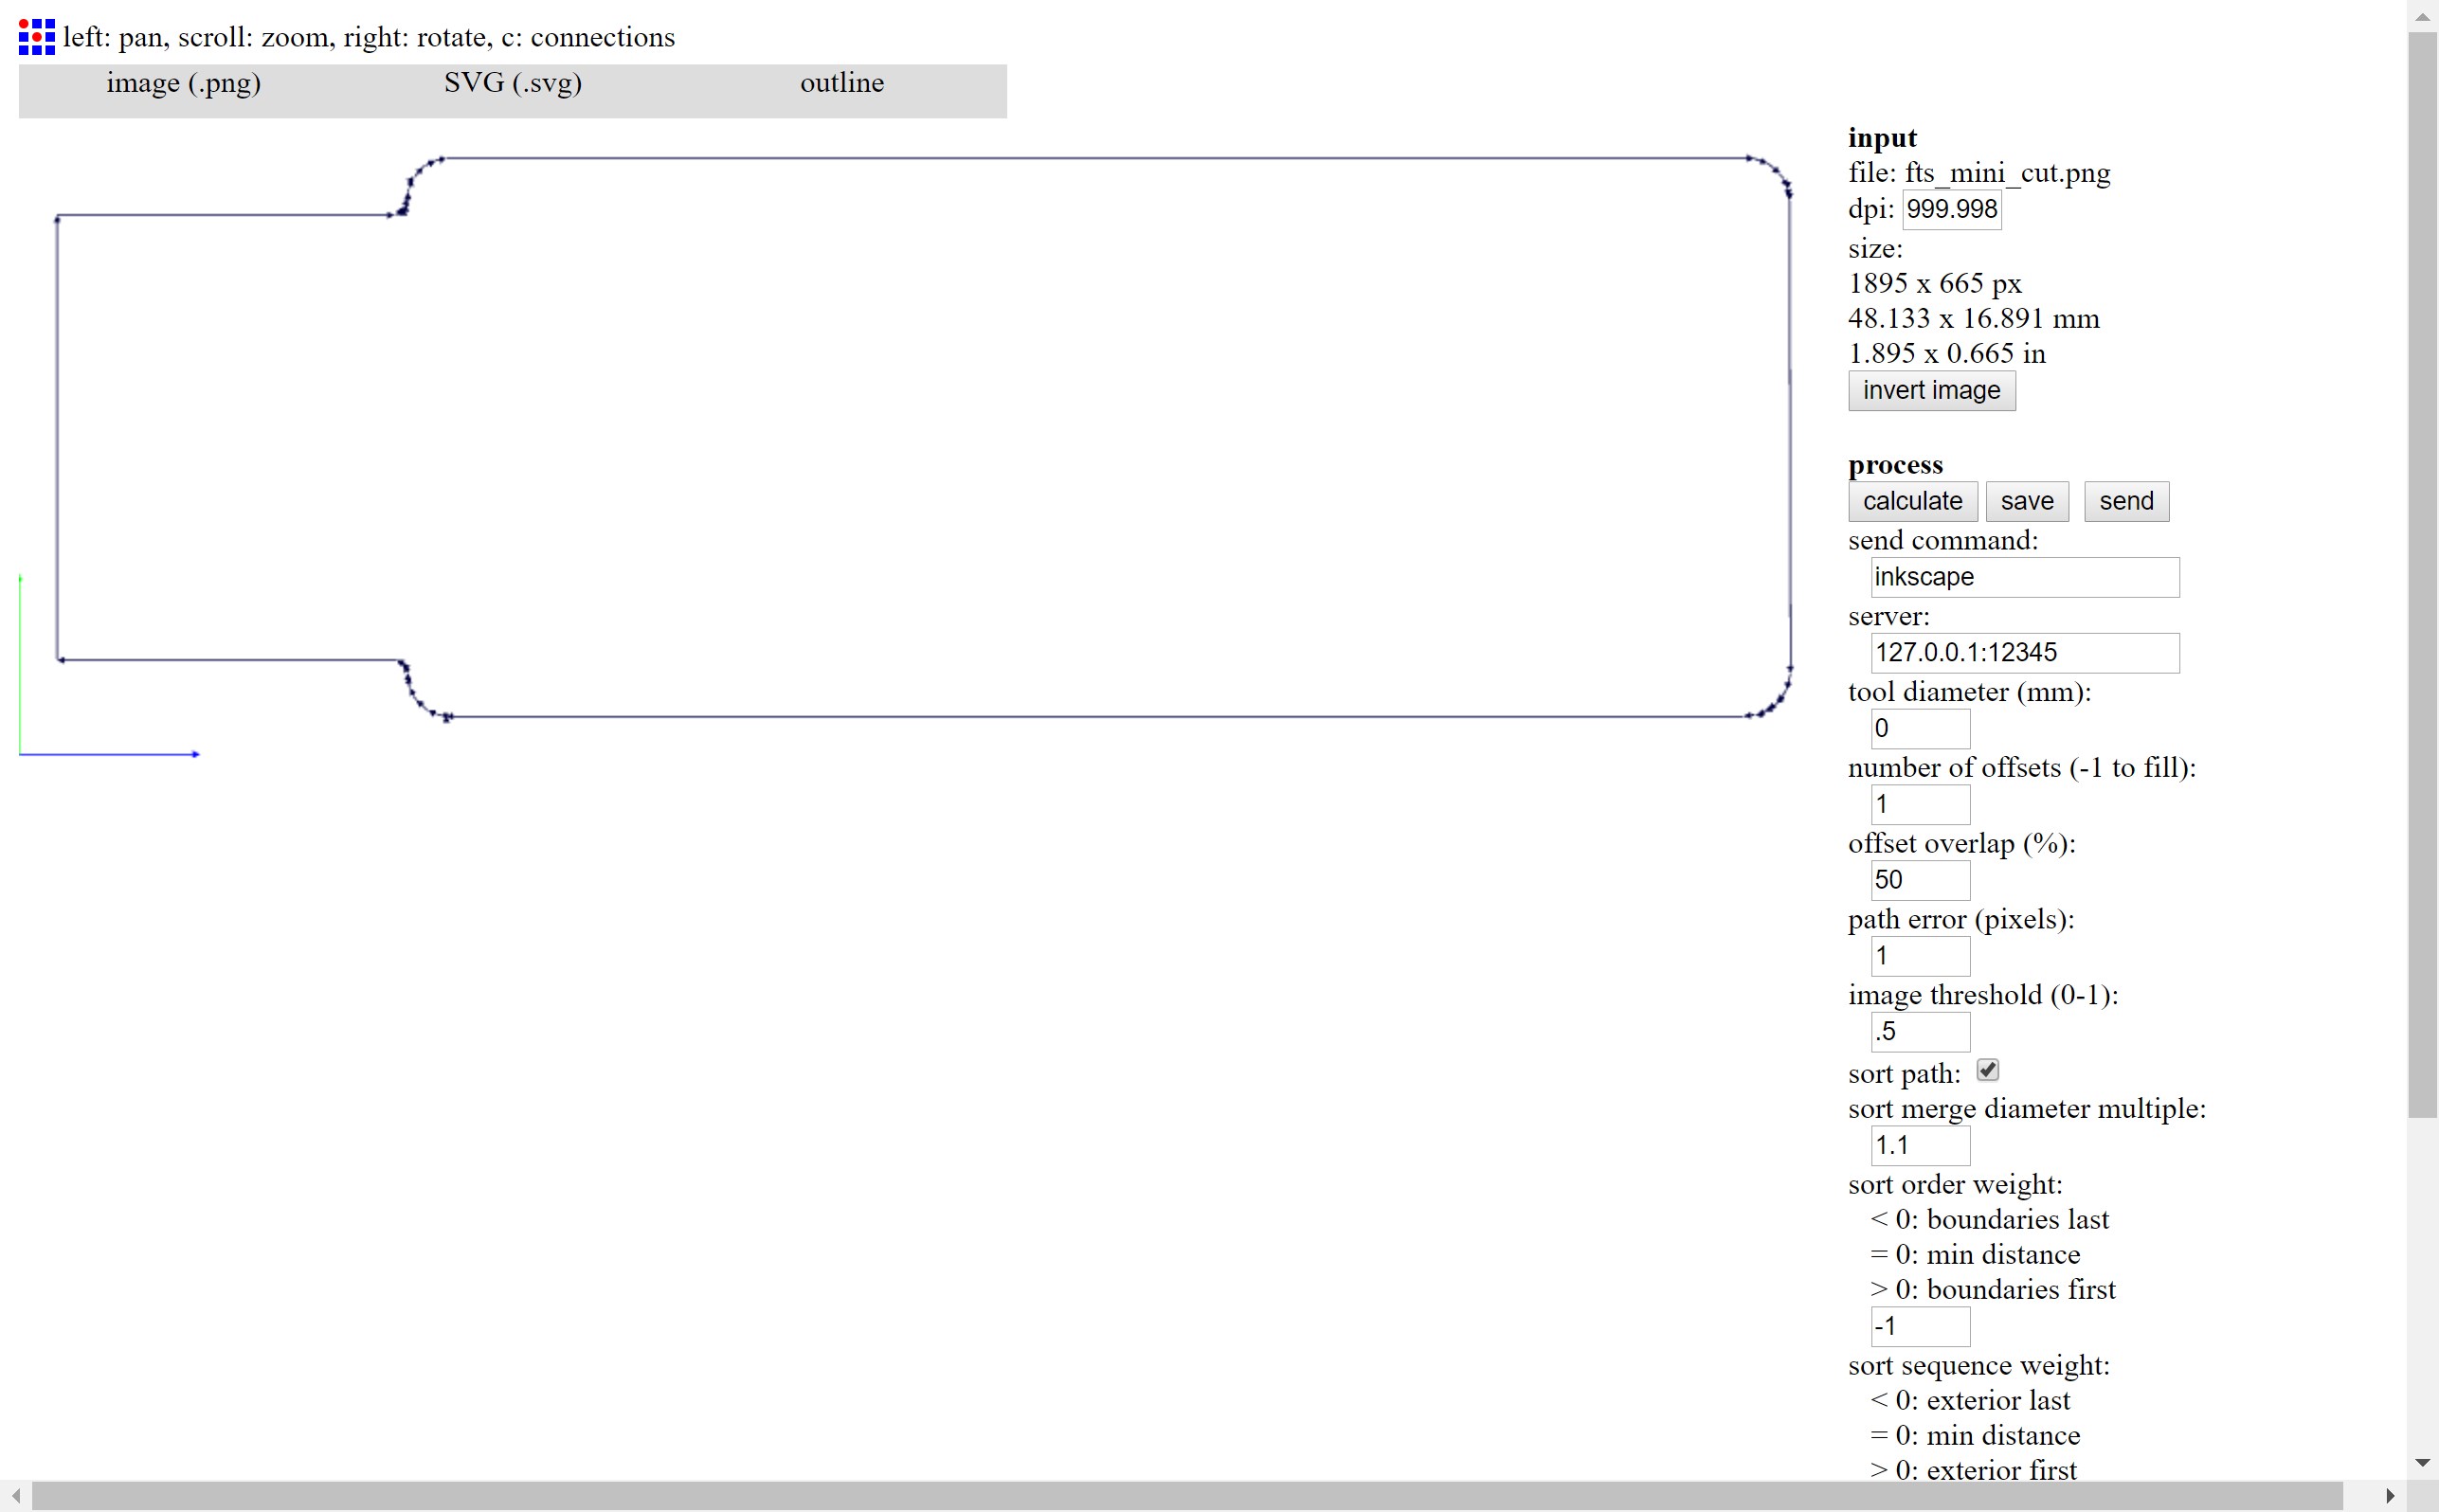 left: pan, scroll: zoom, right: rotate, c: connections
image (.png) SVG (.svg) outline
input
file: fts_mini_cut.png
dpi: 999.998
size:
1895 x 665 px
48.133 x 16.891 mm
1.895 x 0.665 in
invert image
process
calculate save send
send command:
inkscape
server:
127.0.0.1:12345
tool diameter (mm):
0
number of offsets (-1 to fill):
1
offset overlap (%):
50
path error (pixels):
1
image threshold (0-1):
.5
sort path:
sort merge diameter multiple:
1.1
sort order weight:
< 0: boundaries last
= 0: min distance
> 0: boundaries first
-1
sort sequence weight:
< 0: exterior last
= 0: min distance
> 0: exterior first